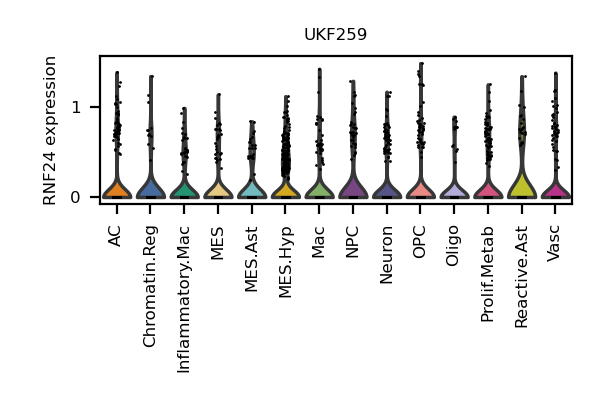 UKF259
RNF24 expression
1
0
AC
Chromatin.Reg
Inflammatory.Mac
MES
MES.Ast
MES.Hyp
Mac
NPC
Neuron
OPC
Oligo
Prolif.Metab
Reactive.Ast
Vasc